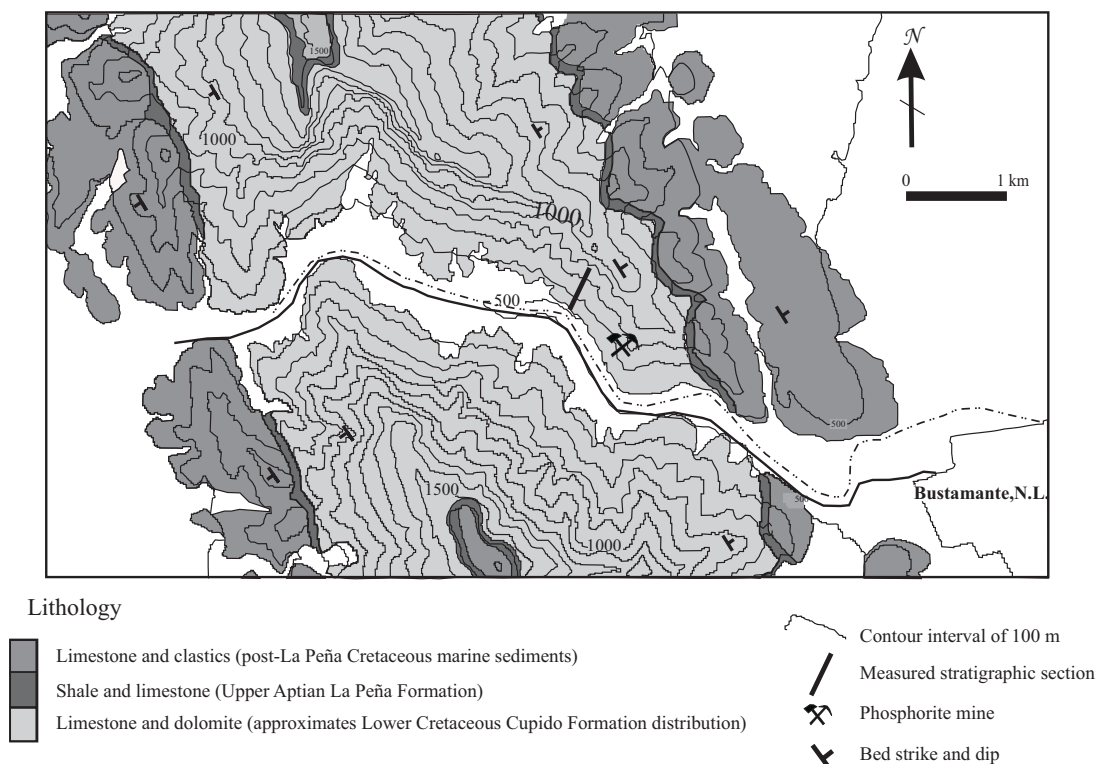 N
1500
1000
0 1 km
1000
500
500
1500
500
Bustamante,N.L.
1000
Lithology
Limestone and clastics (post-La Peña Cretaceous marine sediments)
Shale and limestone (Upper Aptian La Peña Formation)
Limestone and dolomite (approximates Lower Cretaceous Cupido Formation distribution)
Contour interval of 100 m
Measured stratigraphic section
Phosphorite mine
Bed strike and dip